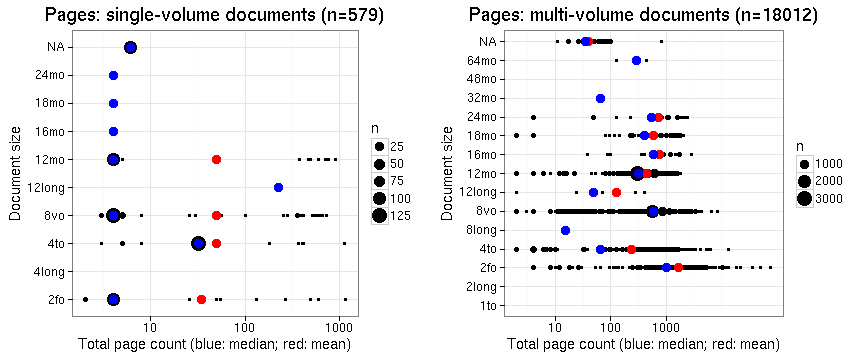 Pages: single-volume documents (n=579)
Document size
NA
24mo
18mo
16mo
12mo
12long
8vo
4to
4long
2fo
10
100
1000
Total page count (blue: median; red: mean)
n
25
50
75
100
125
Pages: multi-volume documents (n=18012)
Document size
NA
64mo
48mo
32mo
24mo
18mo
16mo
12mo
12long
8vo
8long
4to
2fo
2long
1to
10
100
1000
Total page count (blue: median; red: mean)
n
1000
2000
3000